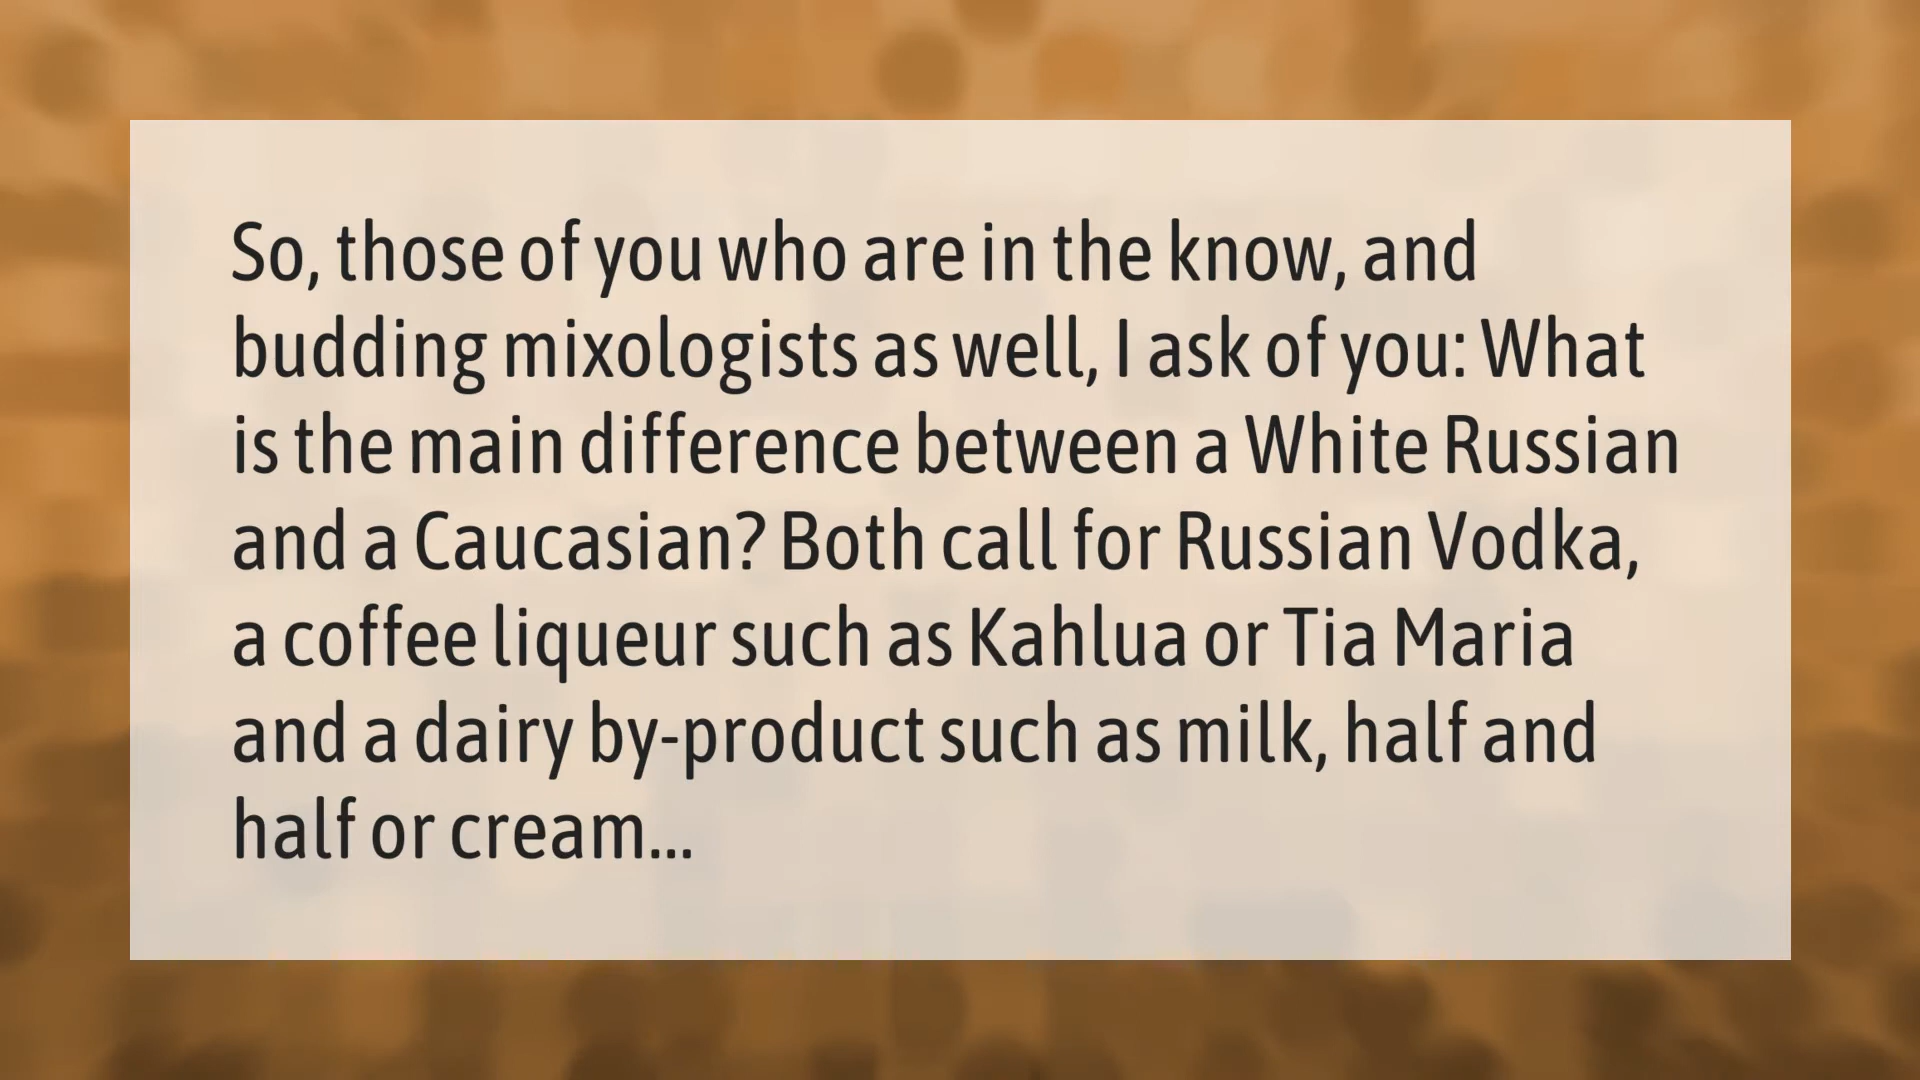 So, those of you who are in the know, and
budding mixologists as well, I ask of you: What
is the main difference between a White Russian
and a Caucasian? Both call for Russian Vodka,
a coffee liqueur such as Kahlua or Tia Maria
and a dairy by-product such as milk, half and
half or cream...